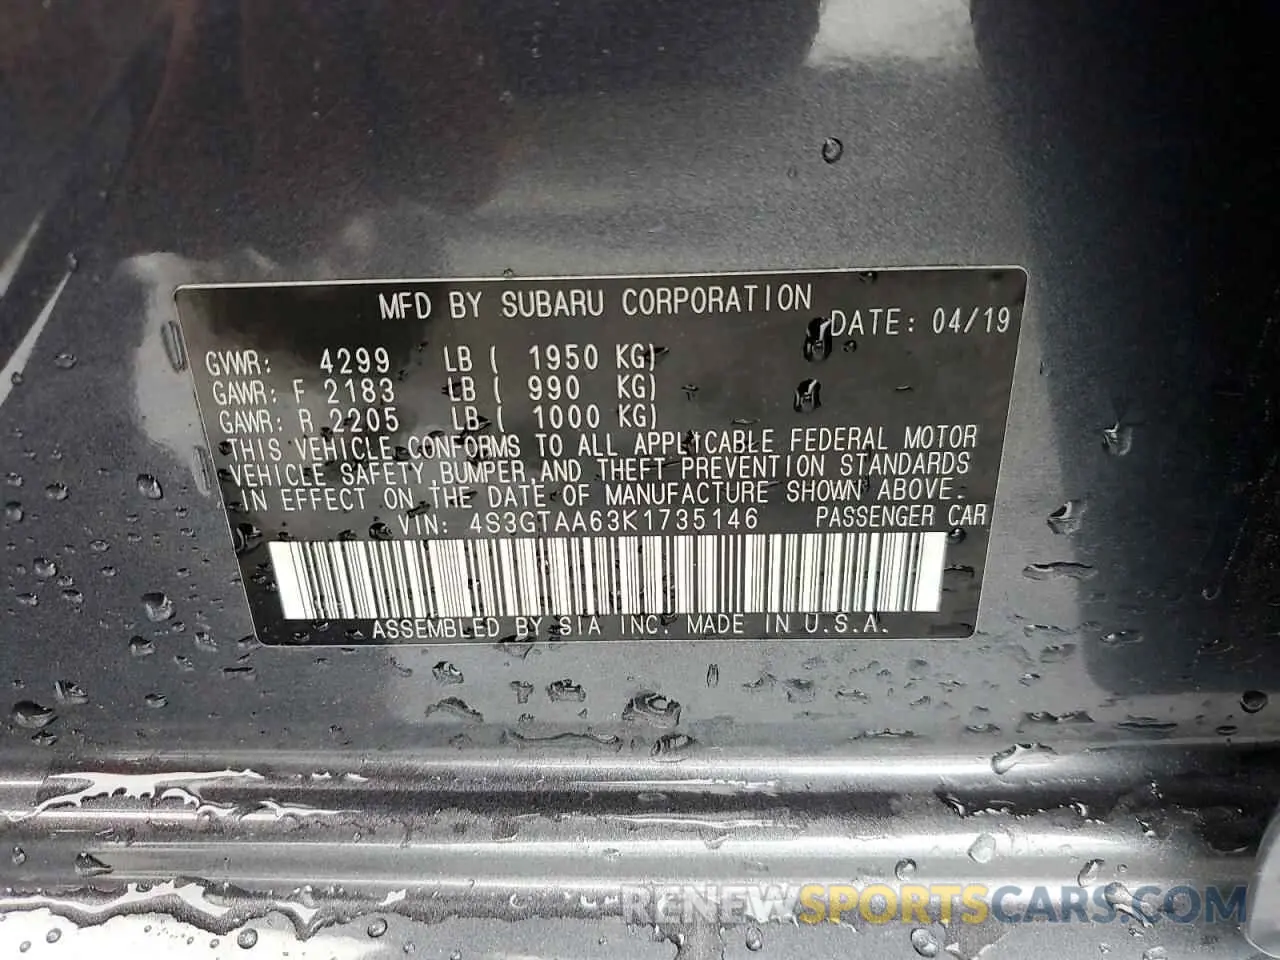 MFD BY SUBARU CORPORATION
DATE: 04/19
GVWR: 4299 LB ( 1950 KG)
GAWR: F 2183 LB ( 990 KG)
GAWR: R 2205 LB ( 1000 KG)
THIS VEHICLE CONFORMS TO ALL APPLICABLE FEDERAL MOTOR
VEHICLE SAFETY,BUMPER,AND THEFT PREVENTION STANDARDS
IN EFFECT ON THE DATE OF MANUFACTURE SHOWN ABOVE.
VIN: 4S3GTAA63K1735146 PASSENGER CAR
ASSEMBLED BY SIA INC. MADE IN U.S.A.
RENEWSPORTSCARS.COM